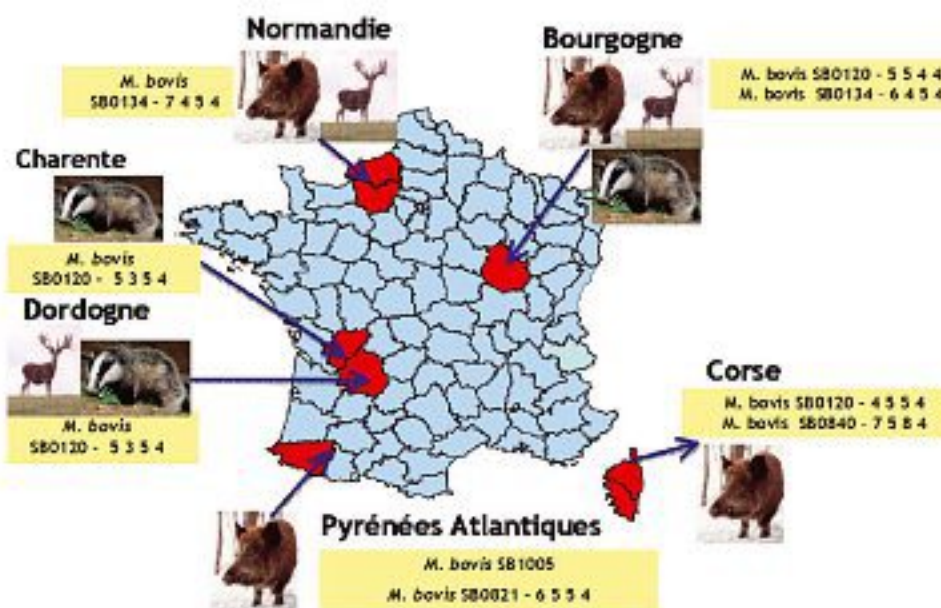 Normandie
M. bovis
SB0134 - 7 4 5 4
Bourgogne
M. bovis SB0120 - 5 5 4 4
M. bovis SB0134 - 6 4 5 4
Charente
M. bovis
SB0120 - 5 3 5 4
Dordogne
M. bovis
SB0120 - 5 3 5 4
Corse
M. bovis SB0120 - 4 5 5 4
M. bovis SB0840 - 7 5 8 4
Pyrénées Atlantiques
M. bovis SB1005
M. bovis SB0821 - 6 5 5 4